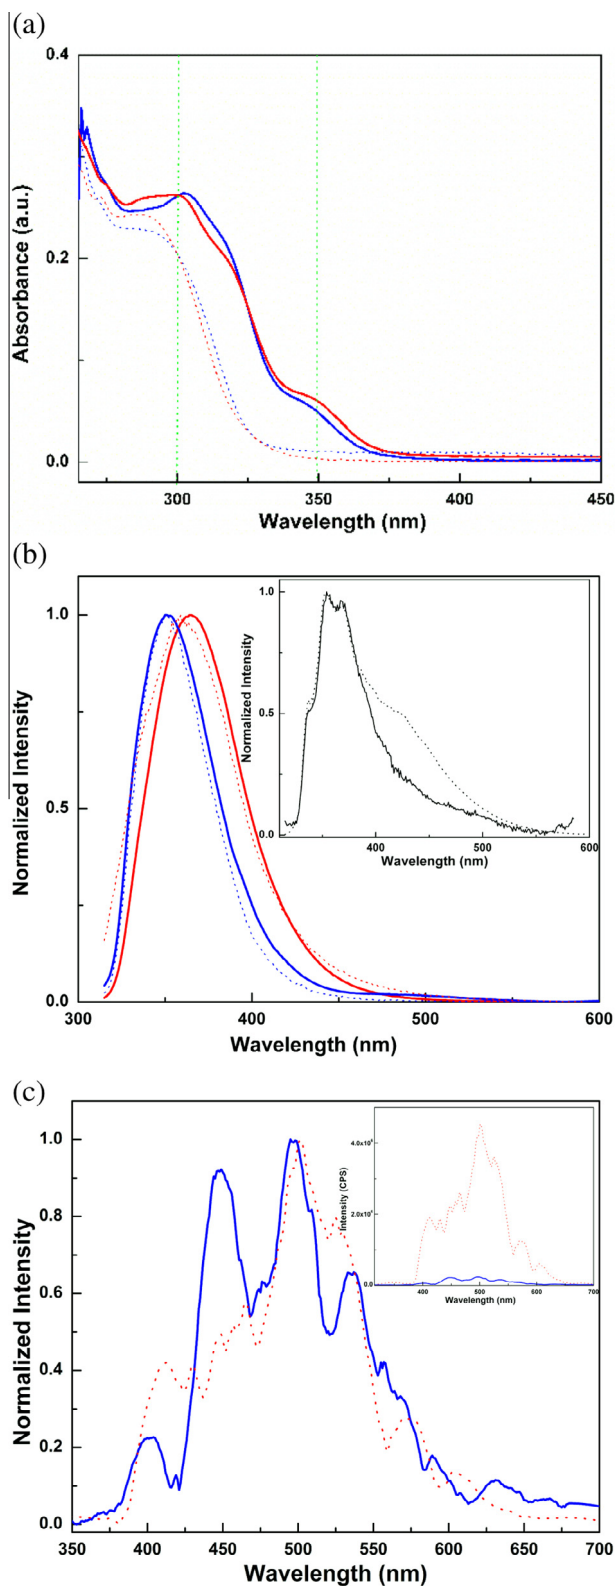 (a)
0.4
0.2
0.0
Absorbance (a.u.)
300 350 400 450
Wavelength (nm)
(b)
1.0
0.5
0.0
Normalized Intensity
300 400 500 600
Wavelength (nm)
1.0
0.5
0.0
Normalized Intensity
400 500 600
Wavelength (nm)
(c)
1.0
0.8
0.6
0.4
0.2
0.0
Normalized Intensity
350 400 450 500 550 600 650 700
Wavelength (nm)
0.0
Intensity (CPS)
400 500 600 700
Wavelength (nm)